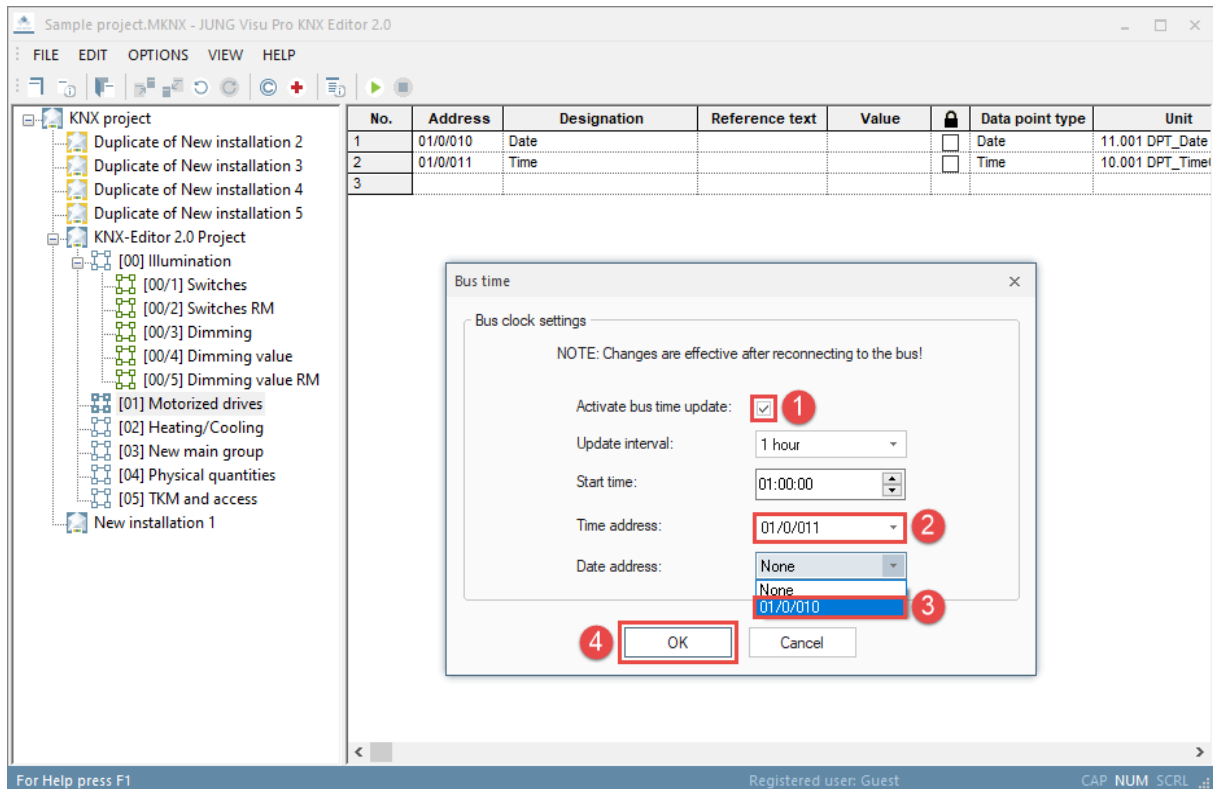 Sample project.MKNX - JUNG Visu Pro KNX Editor 2.0
FILE EDIT OPTIONS VIEW HELP
KNX project
Duplicate of New installation 2
Duplicate of New installation 3
Duplicate of New installation 4
Duplicate of New installation 5
KNX-Editor 2.0 Project
[00] Illumination
[00/1] Switches
[00/2] Switches RM
[00/3] Dimming
[00/4] Dimming value
[00/5] Dimming value RM
[01] Motorized drives
[02] Heating/Cooling
[03] New main group
[04] Physical quantities
[05] TKM and access
New installation 1
No. Address Designation Reference text Value Data point type Unit
1 01/0/010 Date Date 11.001 DPT_Date
2 01/0/011 Time Time 10.001 DPT_Time
3
Bus time
Bus clock settings
NOTE: Changes are effective after reconnecting to the bus!
Activate bus time update: 1
Update interval: 1 hour
Start time: 01:00:00
Time address: 01/0/011 2
Date address: None
None
01/0/010 3
4 OK Cancel
For Help press F1 Registered user: Guest CAP NUM SCRL